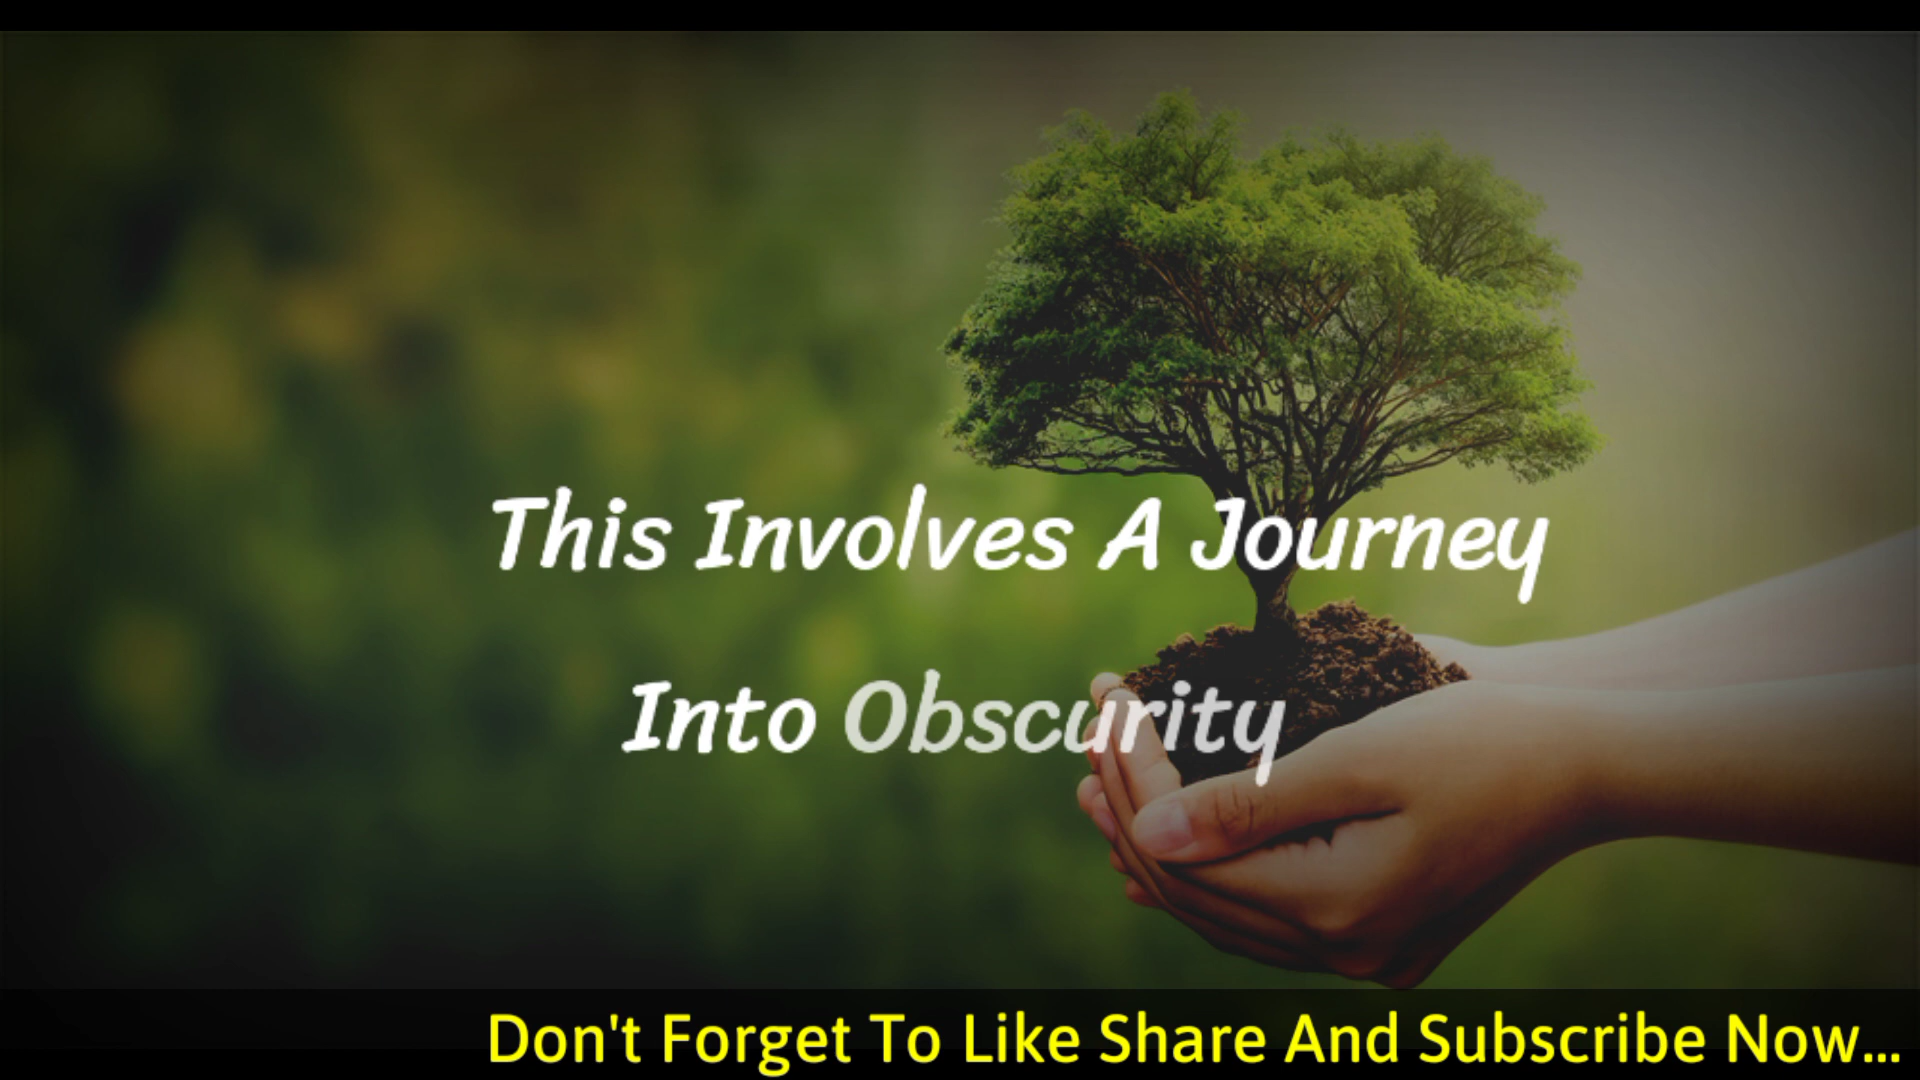 This Involves A Journey
Into Obscurity
Don't Forget To Like Share And Subscribe Now...